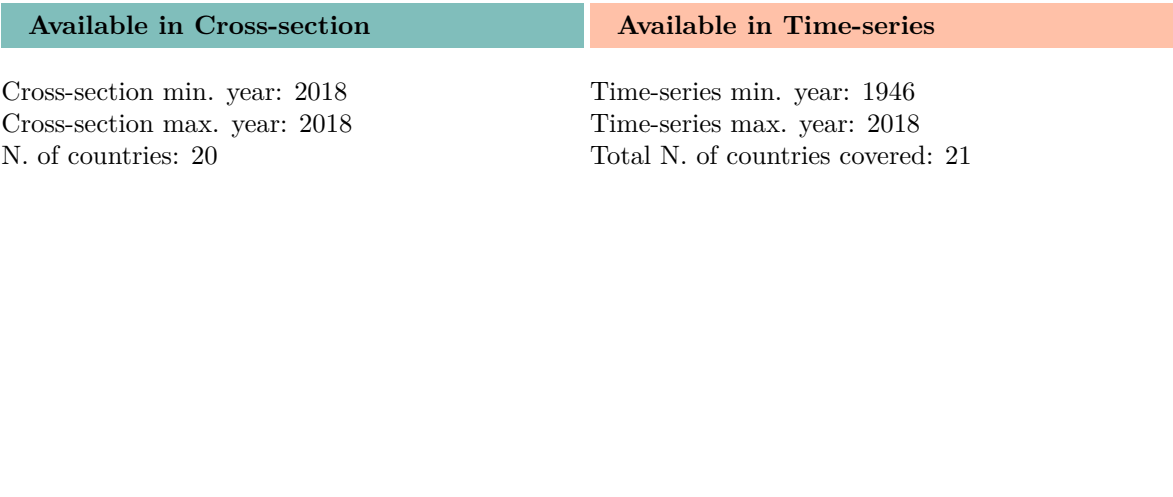 Available in Cross-section
Cross-section min. year: 2018
Cross-section max. year: 2018
N. of countries: 20
Available in Time-series
Time-series min. year: 1946
Time-series max. year: 2018
Total N. of countries covered: 21